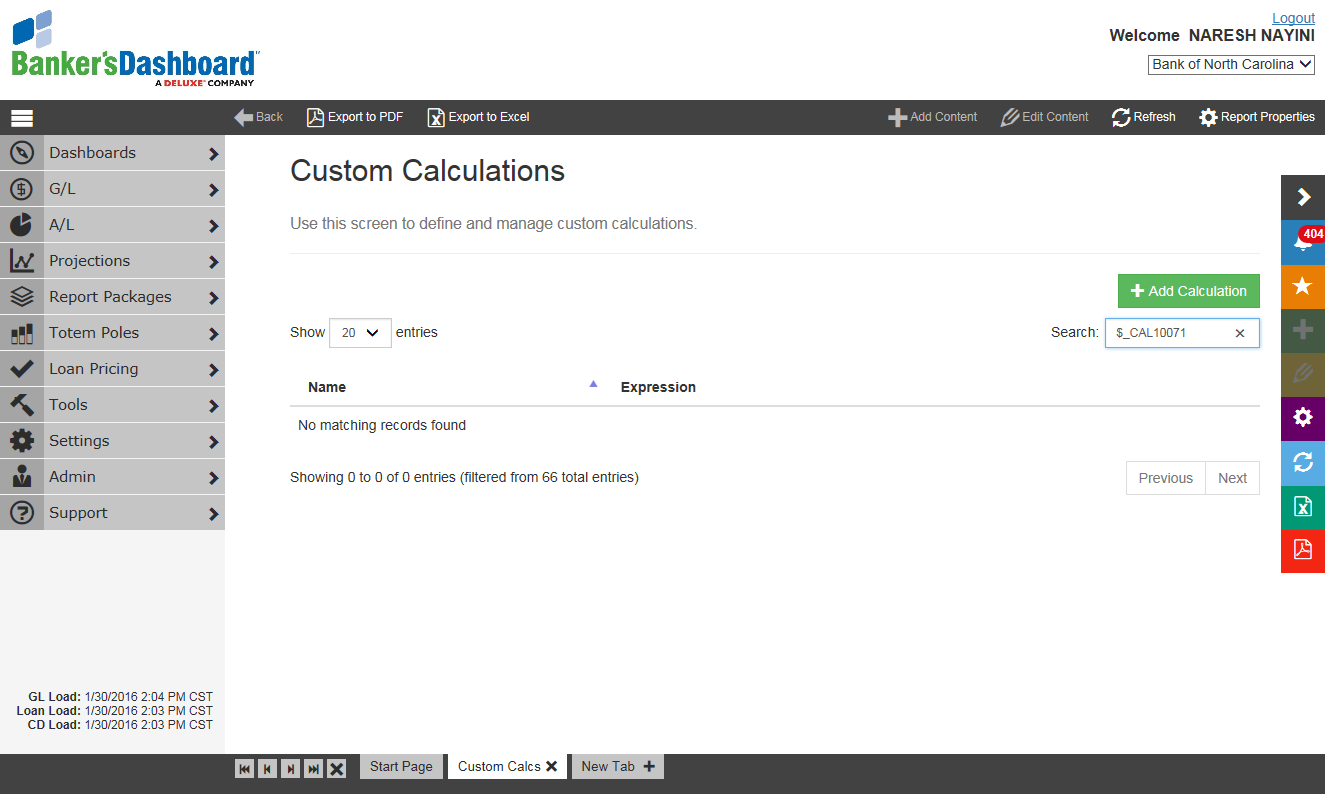 Logout
Welcome NARESH NAYINI
Bank of North Carolina
Banker'sDashboard
A DELUXE COMPANY
Back
Export to PDF
Export to Excel
Add Content
Edit Content
Refresh
Report Properties
Dashboards
G/L
A/L
Projections
Report Packages
Totem Poles
Loan Pricing
Tools
Settings
Admin
Support
Custom Calculations
Use this screen to define and manage custom calculations.
Add Calculation
Show 20 entries
Search: $_CAL10071
Name Expression
No matching records found
Showing 0 to 0 of 0 entries (filtered from 66 total entries)
Previous Next
404
GL Load: 1/30/2016 2:04 PM CST
Loan Load: 1/30/2016 2:03 PM CST
CD Load: 1/30/2016 2:03 PM CST
Start Page
Custom Calcs
New Tab